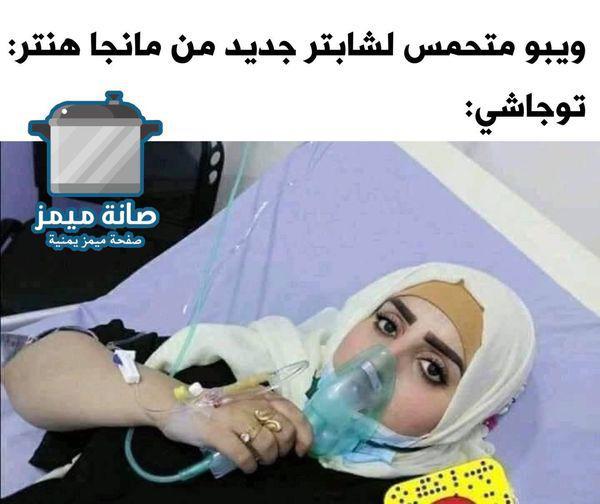 ويبو متحمس لشابتر جديد من مانجا هنتر:
توجاشي:
صانة ميمز
صفحة ميمز يمنية